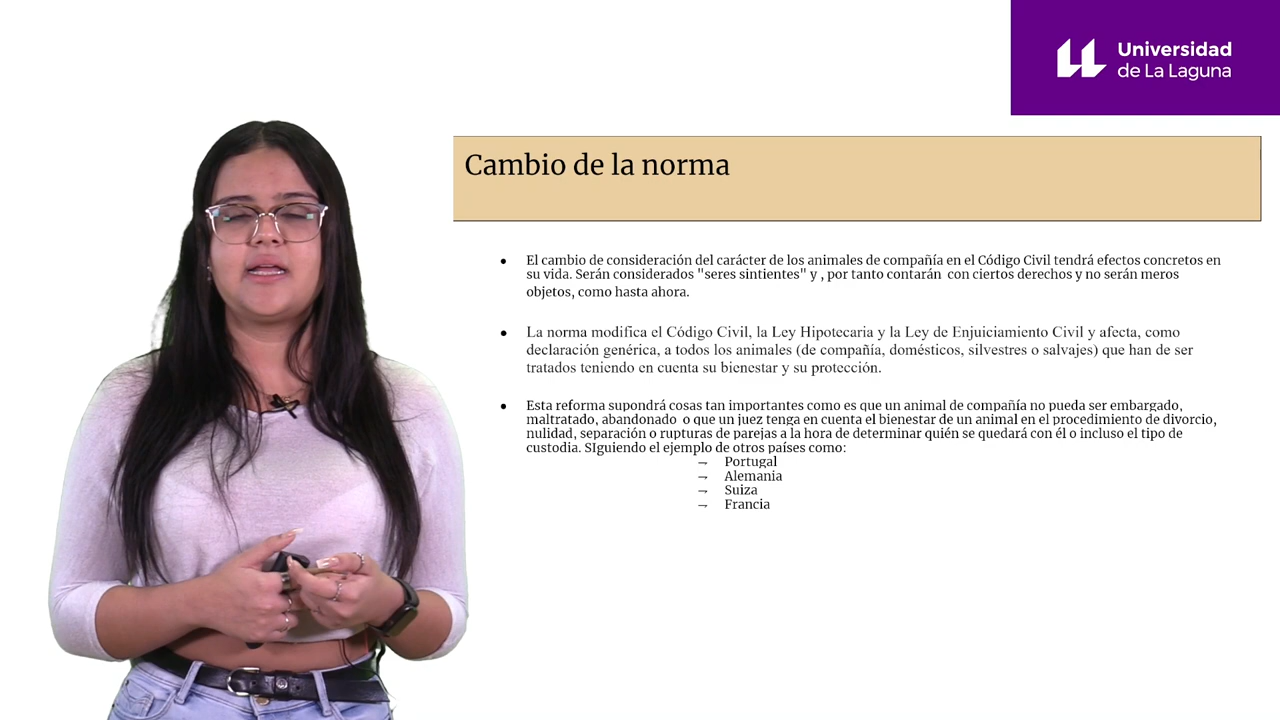 Universidad
de La Laguna
Cambio de la norma
● El cambio de consideración del carácter de los animales de compañía en el Código Civil tendrá efectos concretos en
su vida. Serán considerados "seres sintientes" y , por tanto contarán con ciertos derechos y no serán meros
objetos, como hasta ahora.
● La norma modifica el Código Civil, la Ley Hipotecaria y la Ley de Enjuiciamiento Civil y afecta, como
declaración genérica, a todos los animales (de compañía, domésticos, silvestres o salvajes) que han de ser
tratados teniendo en cuenta su bienestar y su protección.
● Esta reforma supondrá cosas tan importantes como es que un animal de compañía no pueda ser embargado,
maltratado, abandonado o que un juez tenga en cuenta el bienestar de un animal en el procedimiento de divorcio,
nulidad, separación o rupturas de parejas a la hora de determinar quién se quedará con él o incluso el tipo de
custodia. SIguiendo el ejemplo de otros países como:
→ Portugal
→ Alemania
→ Suiza
→ Francia